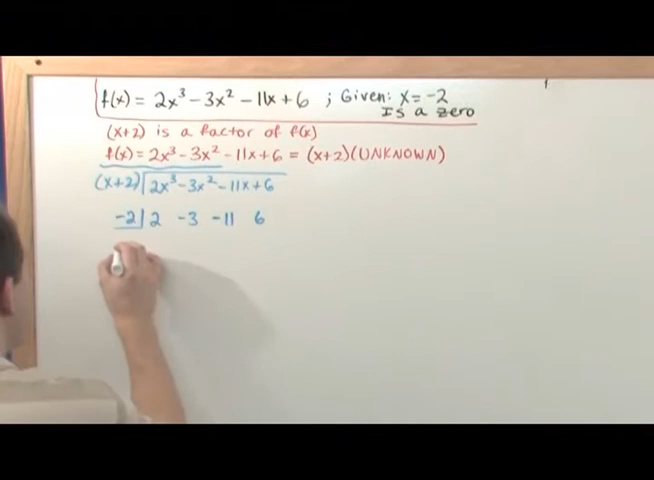 f(x) = 2x³ - 3x² - 11x + 6 ; Given: x = -2
Is a zero
(x+2) is a factor of f(x)
f(x) = 2x³ - 3x² - 11x + 6 = (x+2)(UNKNOWN)
(x+2) 2x³ - 3x² - 11x + 6
-2 | 2 -3 -11 6